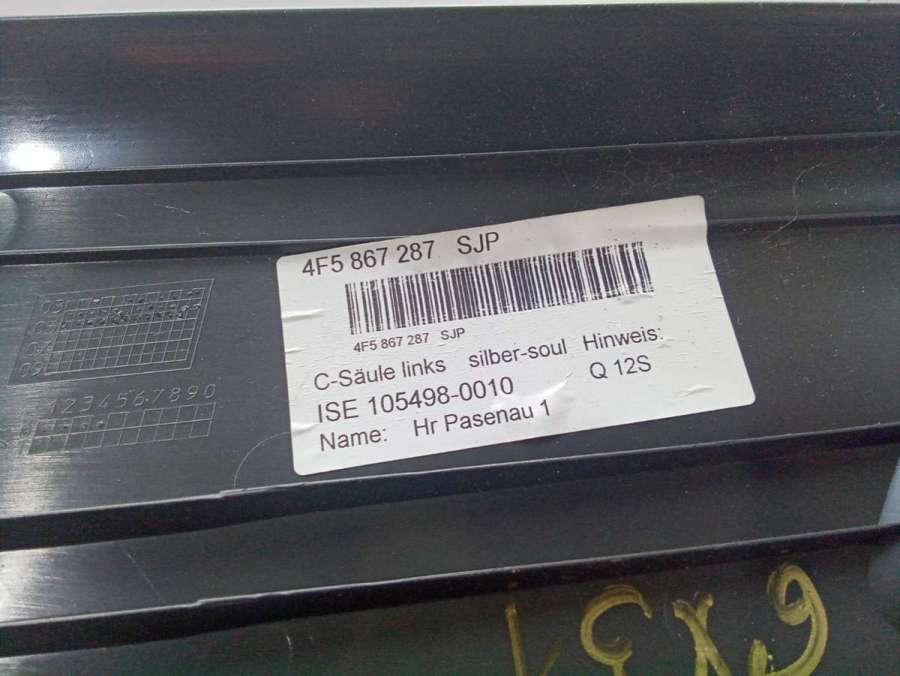 4F5 867 287 SJP
4F5 867 287 SJP
C-Säule links silber-soul Hinweis:
ISE 105498-0010 Q 12S
Name: Hr Pasenau 1
1234567890